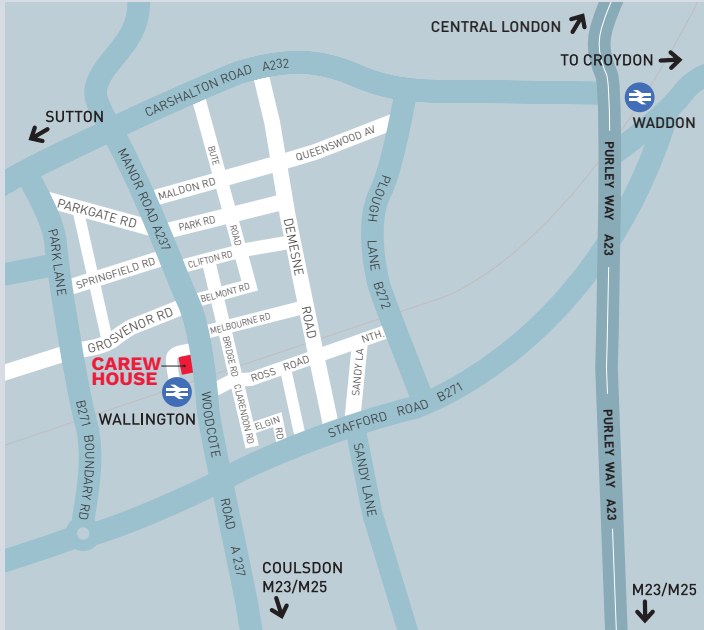 CENTRAL LONDON
TO CROYDON
CARSHALTON ROAD A232
SUTTON
WADDON
BUTE
ROAD
QUEENSWOOD AV
MANOR ROAD A237
MALDON RD
PURLEY WAY A23
PLOUGH
LANE B272
PARKGATE RD
PARK RD
DEMESNE
ROAD
PARK LANE
SPRINGFIELD RD
CLIFTON RD
BELMONT RD
GROSVENOR RD
MELBOURNE RD
NTH.
CAREW
HOUSE
BRIDGE RD
ROSS ROAD
SANDY LA
WALLINGTON
CLARENDON RD
ELGIN
RD
STAFFORD ROAD B271
B271 BOUNDARY RD
WOODCOTE
ROAD A 237
SANDY LANE
PURLEY WAY A23
COULSDON
M23/M25
M23/M25